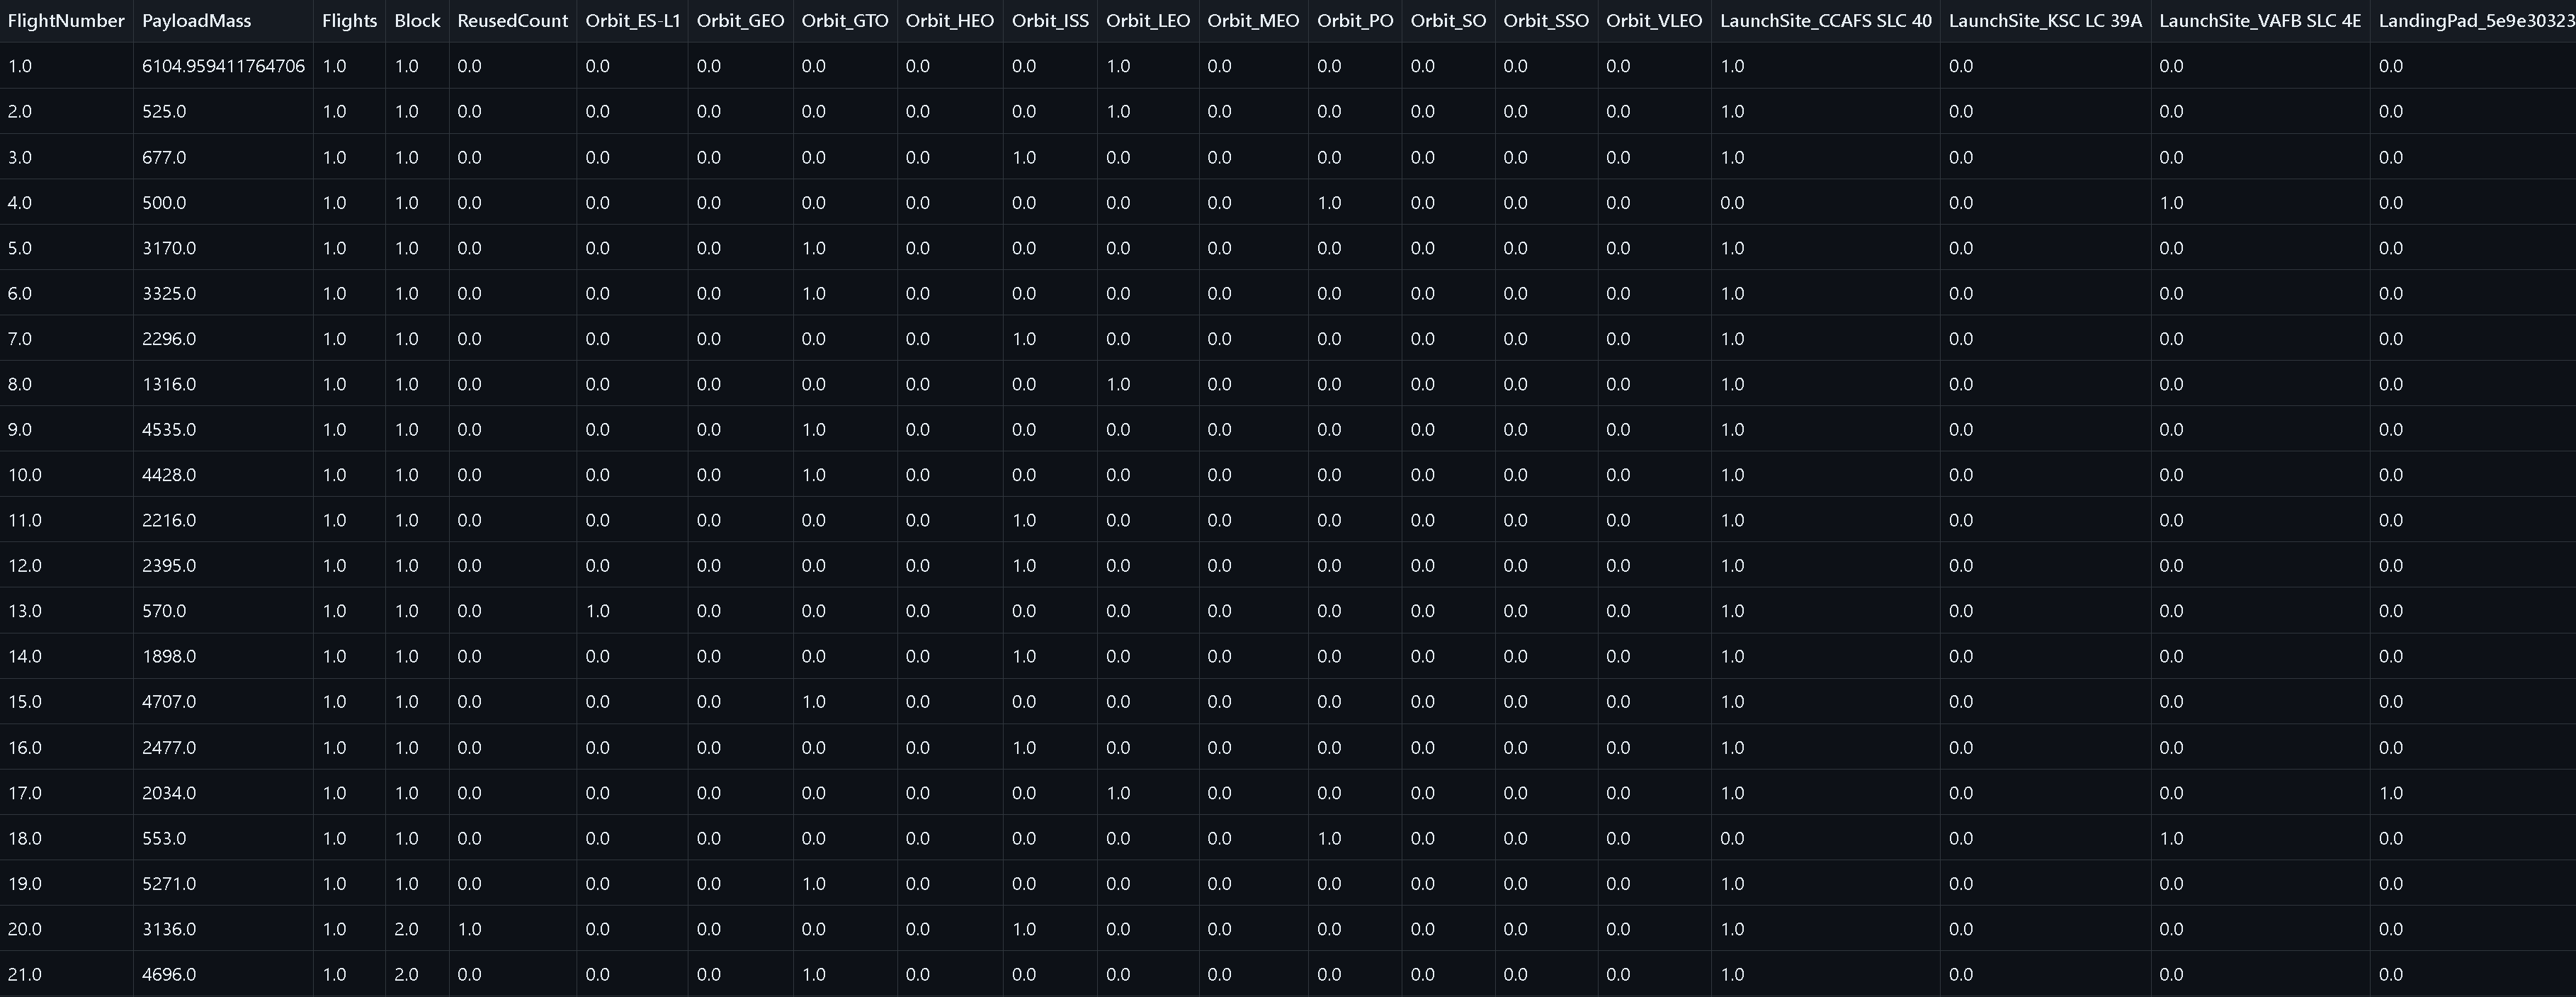 FlightNumber PayloadMass Flights Block ReusedCount Orbit_ES-L1 Orbit_GEO Orbit_GTO Orbit_HEO Orbit_ISS Orbit_LEO Orbit_MEO Orbit_PO Orbit_SO Orbit_SSO Orbit_VLEO LaunchSite_CCAFS SLC 40 LaunchSite_KSC LC 39A LaunchSite_VAFB SLC 4E LandingPad_5e9e30323
1.0 6104.959411764706 1.0 1.0 0.0 0.0 0.0 0.0 0.0 0.0 1.0 0.0 0.0 0.0 0.0 0.0 1.0 0.0 0.0 0.0
2.0 525.0 1.0 1.0 0.0 0.0 0.0 0.0 0.0 0.0 1.0 0.0 0.0 0.0 0.0 0.0 1.0 0.0 0.0 0.0
3.0 677.0 1.0 1.0 0.0 0.0 0.0 0.0 0.0 1.0 0.0 0.0 0.0 0.0 0.0 0.0 1.0 0.0 0.0 0.0
4.0 500.0 1.0 1.0 0.0 0.0 0.0 0.0 0.0 0.0 0.0 0.0 1.0 0.0 0.0 0.0 0.0 0.0 1.0 0.0
5.0 3170.0 1.0 1.0 0.0 0.0 0.0 1.0 0.0 0.0 0.0 0.0 0.0 0.0 0.0 0.0 1.0 0.0 0.0 0.0
6.0 3325.0 1.0 1.0 0.0 0.0 0.0 1.0 0.0 0.0 0.0 0.0 0.0 0.0 0.0 0.0 1.0 0.0 0.0 0.0
7.0 2296.0 1.0 1.0 0.0 0.0 0.0 0.0 0.0 1.0 0.0 0.0 0.0 0.0 0.0 0.0 1.0 0.0 0.0 0.0
8.0 1316.0 1.0 1.0 0.0 0.0 0.0 0.0 0.0 0.0 1.0 0.0 0.0 0.0 0.0 0.0 1.0 0.0 0.0 0.0
9.0 4535.0 1.0 1.0 0.0 0.0 0.0 1.0 0.0 0.0 0.0 0.0 0.0 0.0 0.0 0.0 1.0 0.0 0.0 0.0
10.0 4428.0 1.0 1.0 0.0 0.0 0.0 1.0 0.0 0.0 0.0 0.0 0.0 0.0 0.0 0.0 1.0 0.0 0.0 0.0
11.0 2216.0 1.0 1.0 0.0 0.0 0.0 0.0 0.0 1.0 0.0 0.0 0.0 0.0 0.0 0.0 1.0 0.0 0.0 0.0
12.0 2395.0 1.0 1.0 0.0 0.0 0.0 0.0 0.0 1.0 0.0 0.0 0.0 0.0 0.0 0.0 1.0 0.0 0.0 0.0
13.0 570.0 1.0 1.0 0.0 1.0 0.0 0.0 0.0 0.0 0.0 0.0 0.0 0.0 0.0 0.0 1.0 0.0 0.0 0.0
14.0 1898.0 1.0 1.0 0.0 0.0 0.0 0.0 0.0 1.0 0.0 0.0 0.0 0.0 0.0 0.0 1.0 0.0 0.0 0.0
15.0 4707.0 1.0 1.0 0.0 0.0 0.0 1.0 0.0 0.0 0.0 0.0 0.0 0.0 0.0 0.0 1.0 0.0 0.0 0.0
16.0 2477.0 1.0 1.0 0.0 0.0 0.0 0.0 0.0 1.0 0.0 0.0 0.0 0.0 0.0 0.0 1.0 0.0 0.0 0.0
17.0 2034.0 1.0 1.0 0.0 0.0 0.0 0.0 0.0 0.0 1.0 0.0 0.0 0.0 0.0 0.0 1.0 0.0 0.0 1.0
18.0 553.0 1.0 1.0 0.0 0.0 0.0 0.0 0.0 0.0 0.0 0.0 1.0 0.0 0.0 0.0 0.0 0.0 1.0 0.0
19.0 5271.0 1.0 1.0 0.0 0.0 0.0 1.0 0.0 0.0 0.0 0.0 0.0 0.0 0.0 0.0 1.0 0.0 0.0 0.0
20.0 3136.0 1.0 2.0 1.0 0.0 0.0 0.0 0.0 1.0 0.0 0.0 0.0 0.0 0.0 0.0 1.0 0.0 0.0 0.0
21.0 4696.0 1.0 2.0 0.0 0.0 0.0 1.0 0.0 0.0 0.0 0.0 0.0 0.0 0.0 0.0 1.0 0.0 0.0 0.0